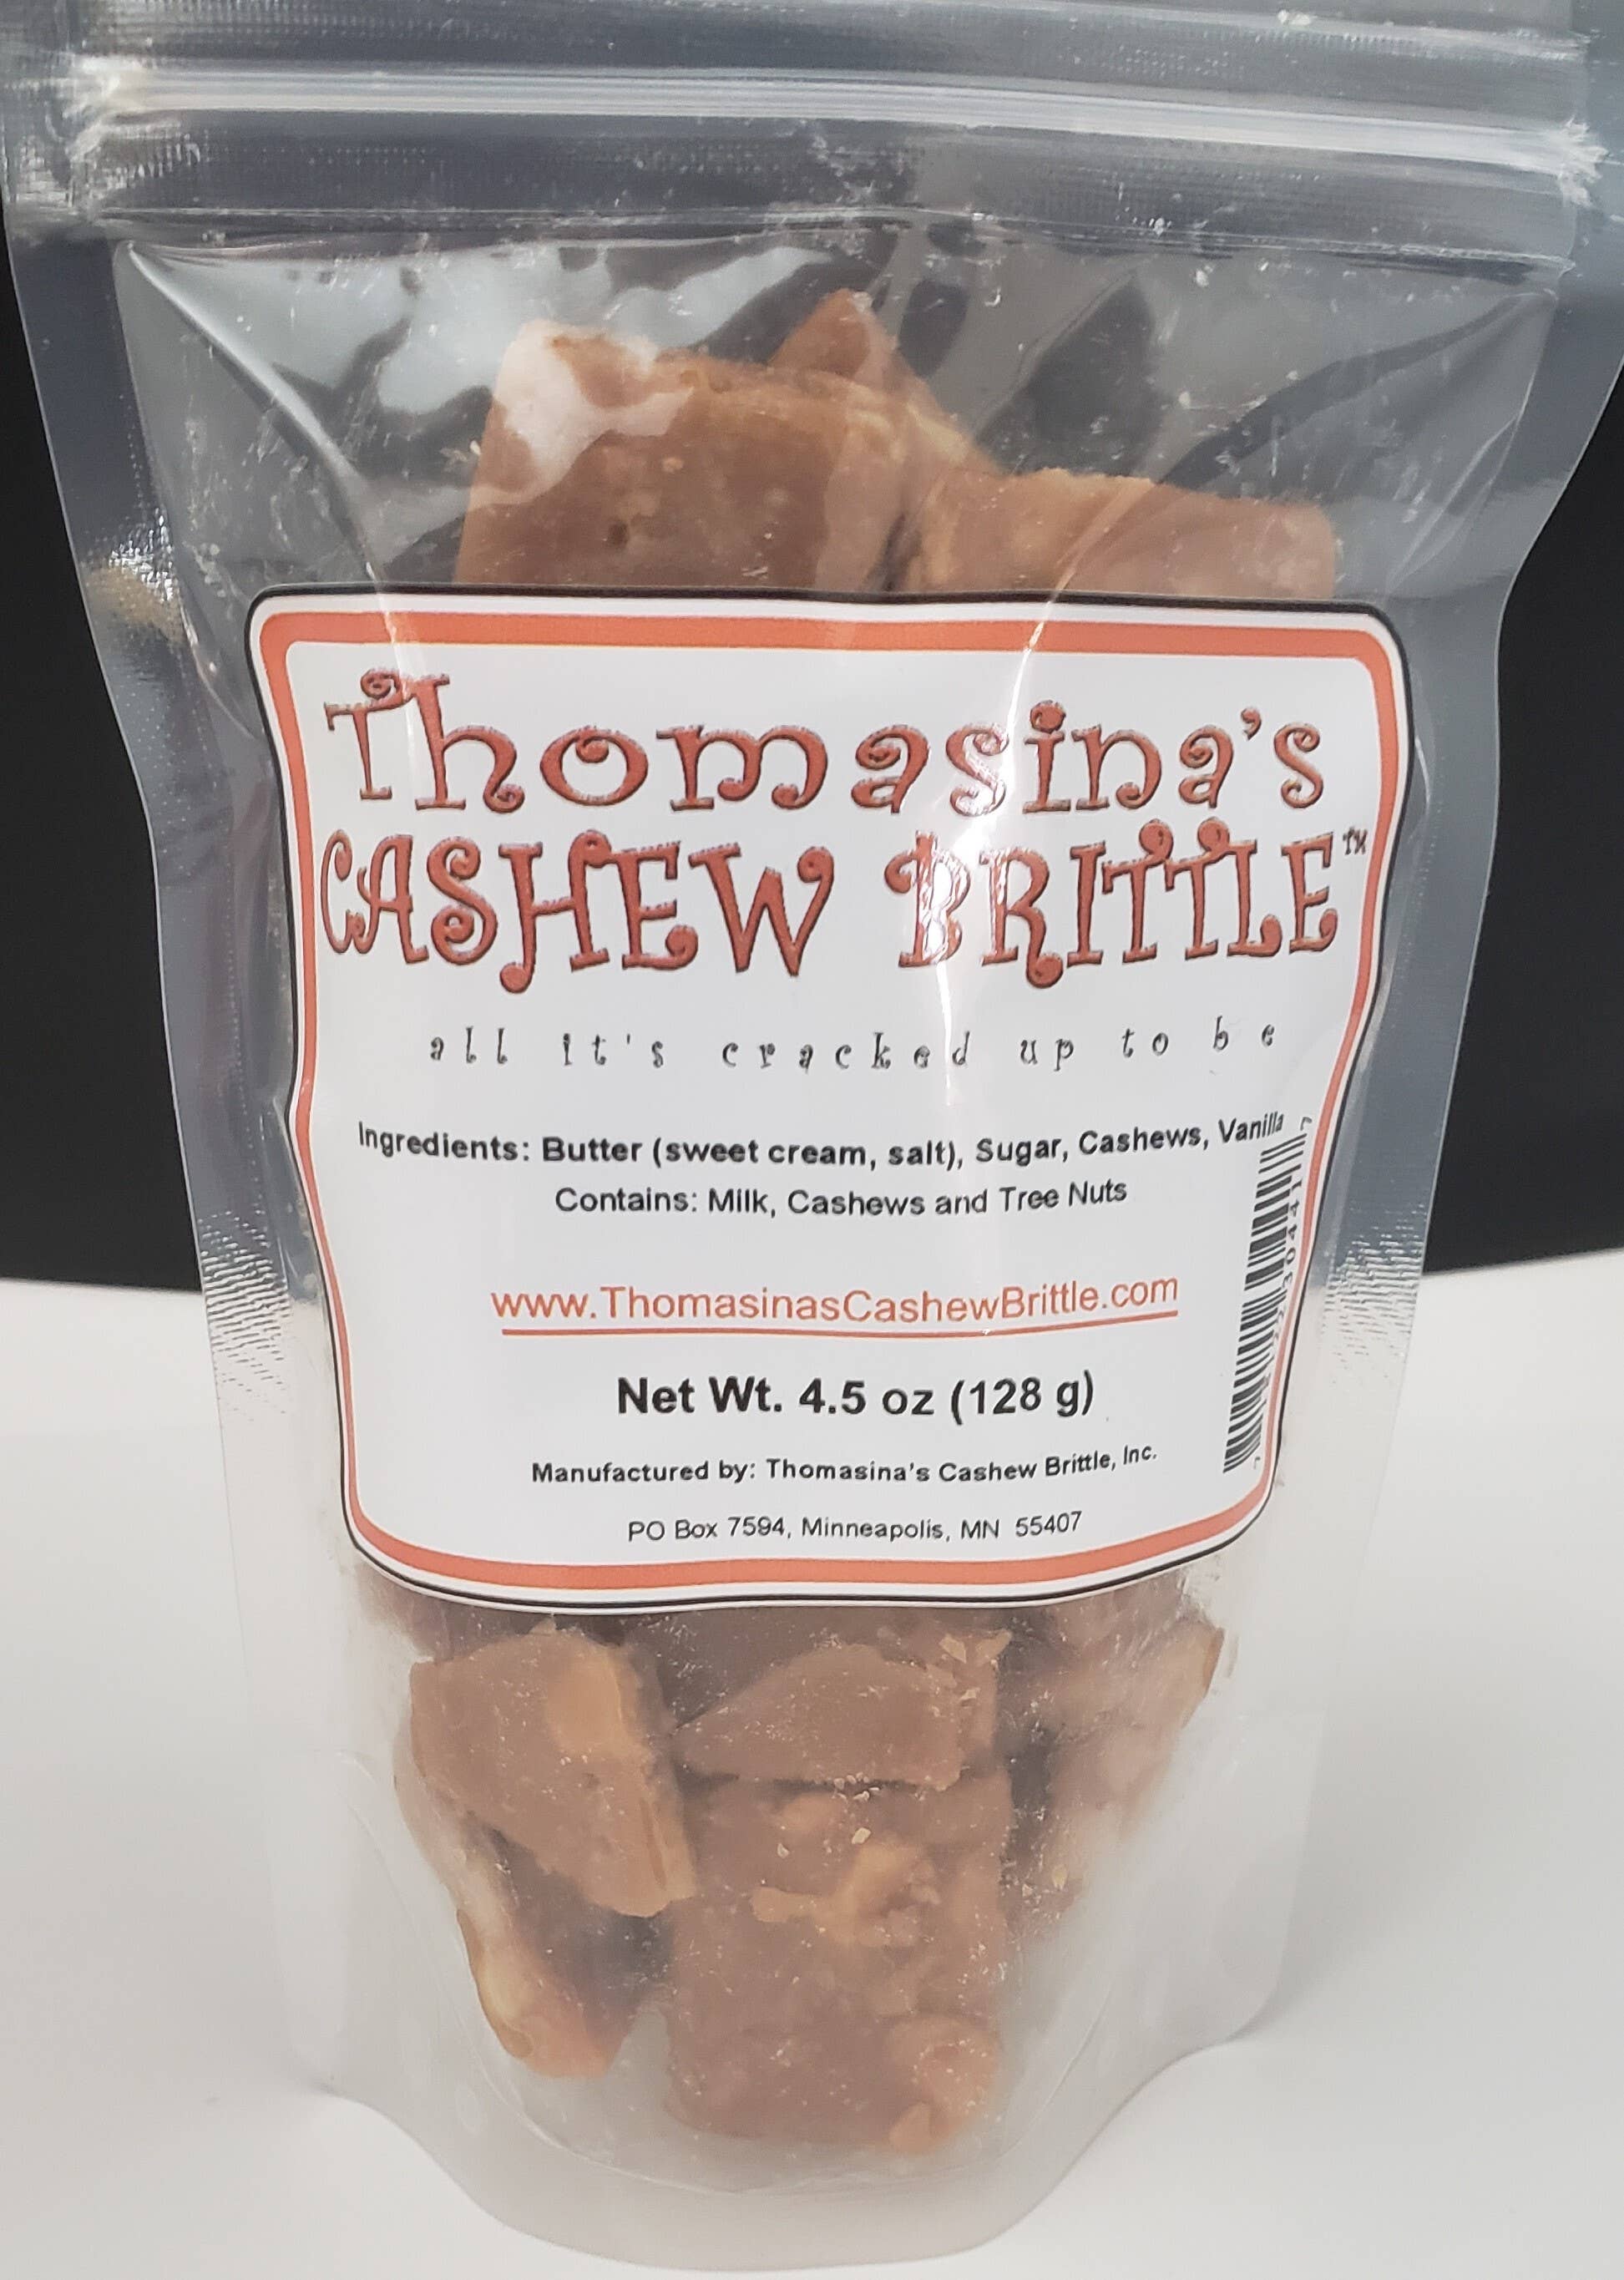 Thomasina's
CASHEW BRITTLE™
all it's cracked up to be
Ingredients: Butter (sweet cream, salt), Sugar, Cashews, Vanilla
Contains: Milk, Cashews and Tree Nuts
www.ThomasinasCashewBrittle.com
Net Wt. 4.5 oz (128 g)
Manufactured by: Thomasina's Cashew Brittle, Inc.
PO Box 7594, Minneapolis, MN 55407